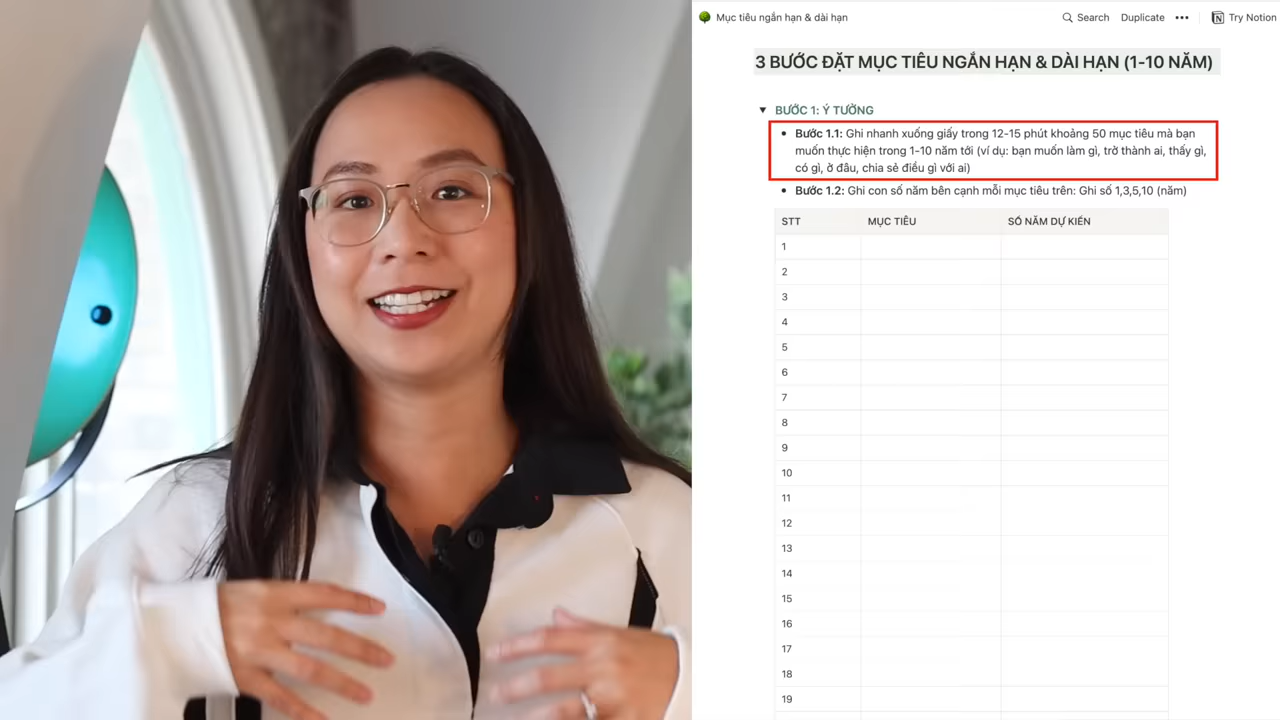 Mục tiêu ngắn hạn & dài hạn
Search
Duplicate
Try Notion
3 BƯỚC ĐẶT MỤC TIÊU NGẮN HẠN & DÀI HẠN (1-10 NĂM)
BƯỚC 1: Ý TƯỞNG
Bước 1.1: Ghi nhanh xuống giấy trong 12-15 phút khoảng 50 mục tiêu mà bạn
muốn thực hiện trong 1-10 năm tới (ví dụ: bạn muốn làm gì, trở thành ai, thấy gì,
có gì, ở đâu, chia sẻ điều gì với ai)
Bước 1.2: Ghi con số năm bên cạnh mỗi mục tiêu trên: Ghi số 1,3,5,10 (năm)
STT MỤC TIÊU SỐ NĂM DỰ KIẾN
1
2
3
4
5
6
7
8
9
10
11
12
13
14
15
16
17
18
19